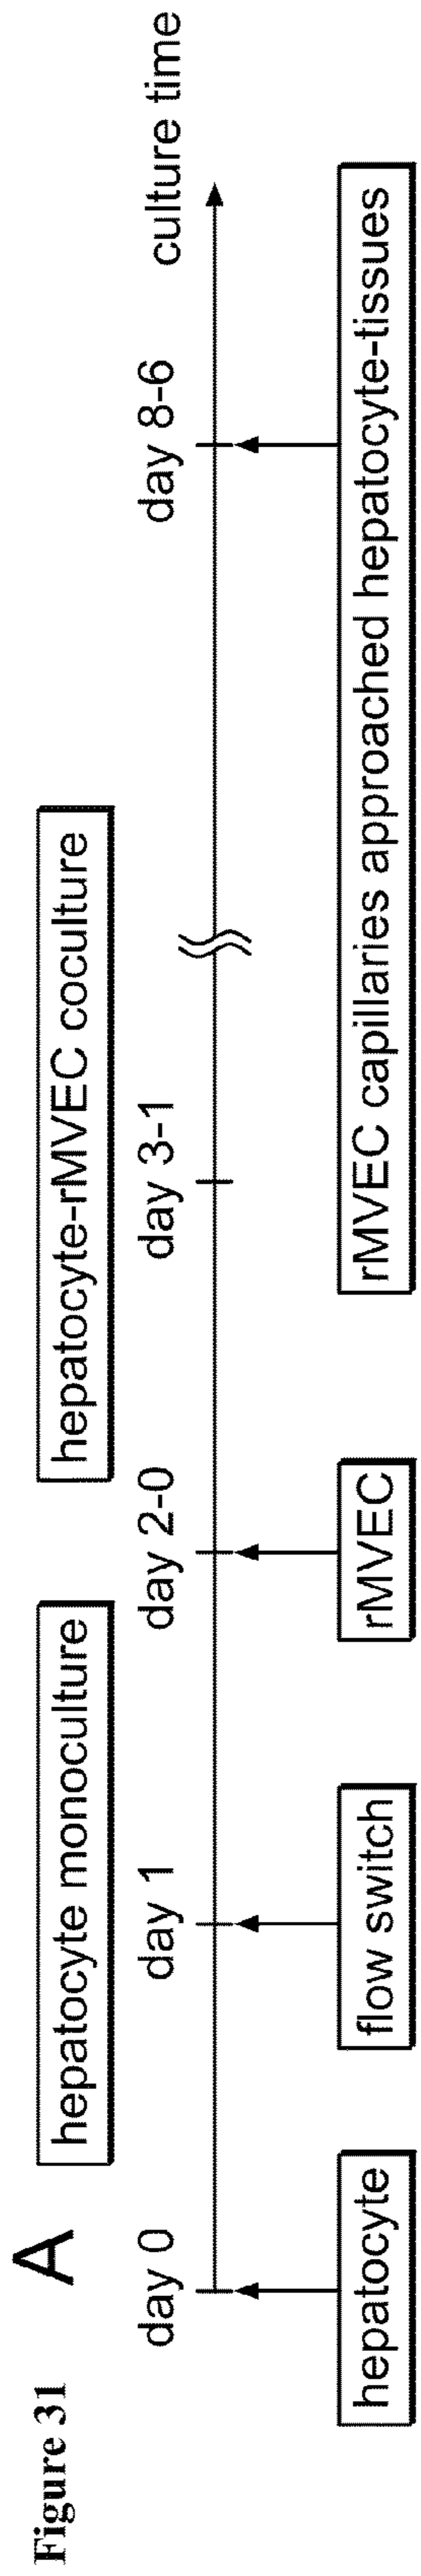 Figure 31
A
hepatocyte monoculture
hepatocyte-rMVEC coculture
day 0
day 1
day 2-0
day 3-1
day 8-6
culture time
hepatocyte
flow switch
rMVEC
rMVEC capillaries approached hepatocyte-tissues